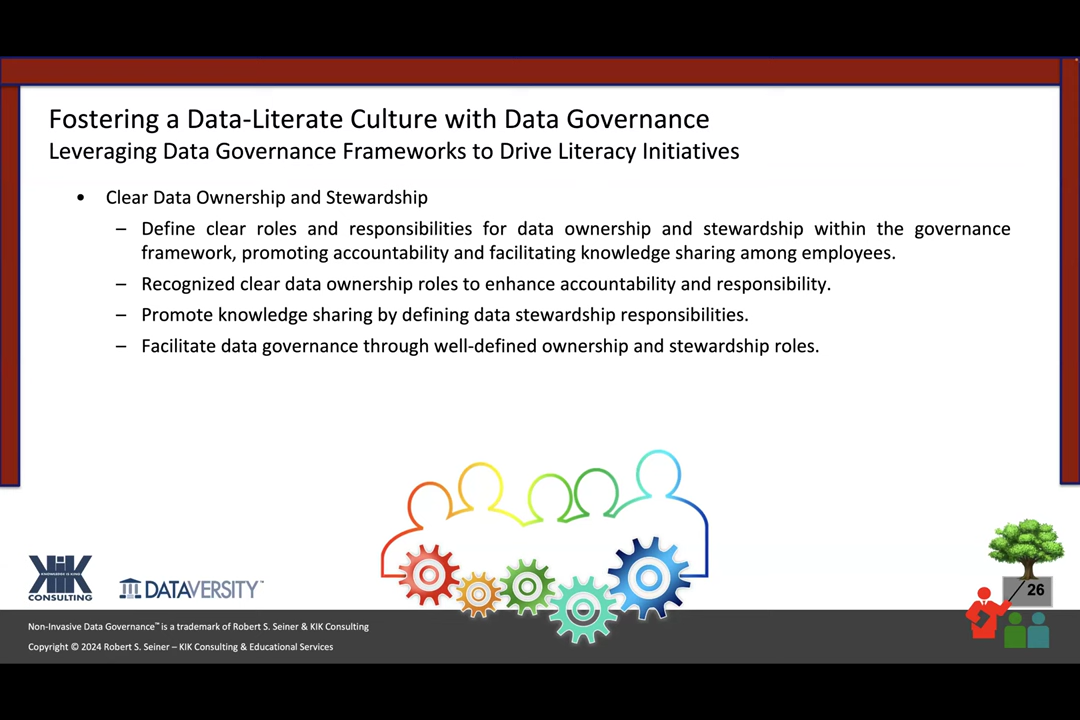 Fostering a Data-Literate Culture with Data Governance
Leveraging Data Governance Frameworks to Drive Literacy Initiatives
• Clear Data Ownership and Stewardship
– Define clear roles and responsibilities for data ownership and stewardship within the governance
framework, promoting accountability and facilitating knowledge sharing among employees.
– Recognized clear data ownership roles to enhance accountability and responsibility.
– Promote knowledge sharing by defining data stewardship responsibilities.
– Facilitate data governance through well-defined ownership and stewardship roles.
KIK
KNOWLEDGE IS KING
CONSULTING
DATAVERSITY™
26
Non-Invasive Data Governance™ is a trademark of Robert S. Seiner & KIK Consulting
Copyright © 2024 Robert S. Seiner – KIK Consulting & Educational Services